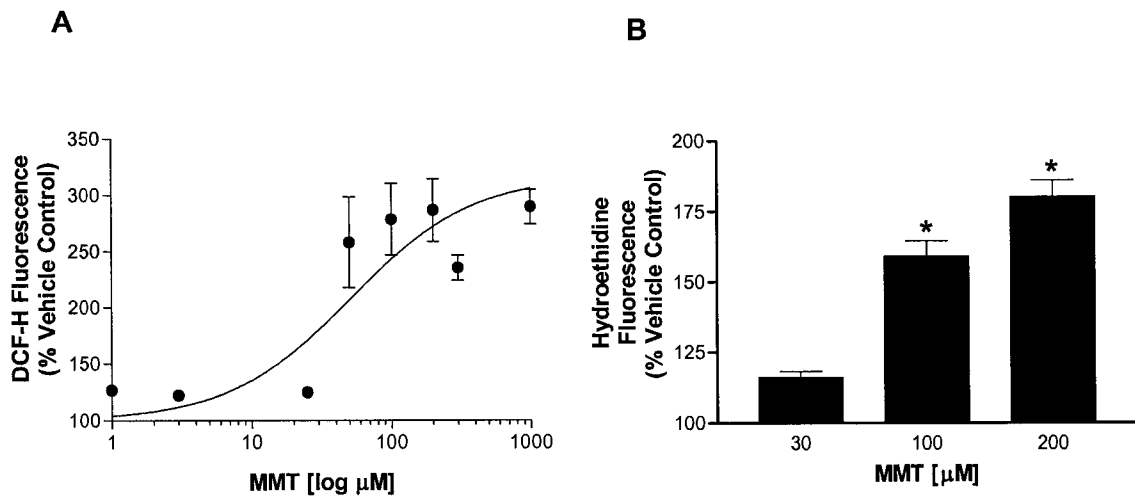 A
DCF-H Fluorescence
(% Vehicle Control)
350
300
250
200
150
100
1
10
100
1000
MMT [log μM]
B
Hydroethidine
Fluorescence
(% Vehicle Control)
200
175
150
125
100
*
*
30
100
200
MMT [μM]